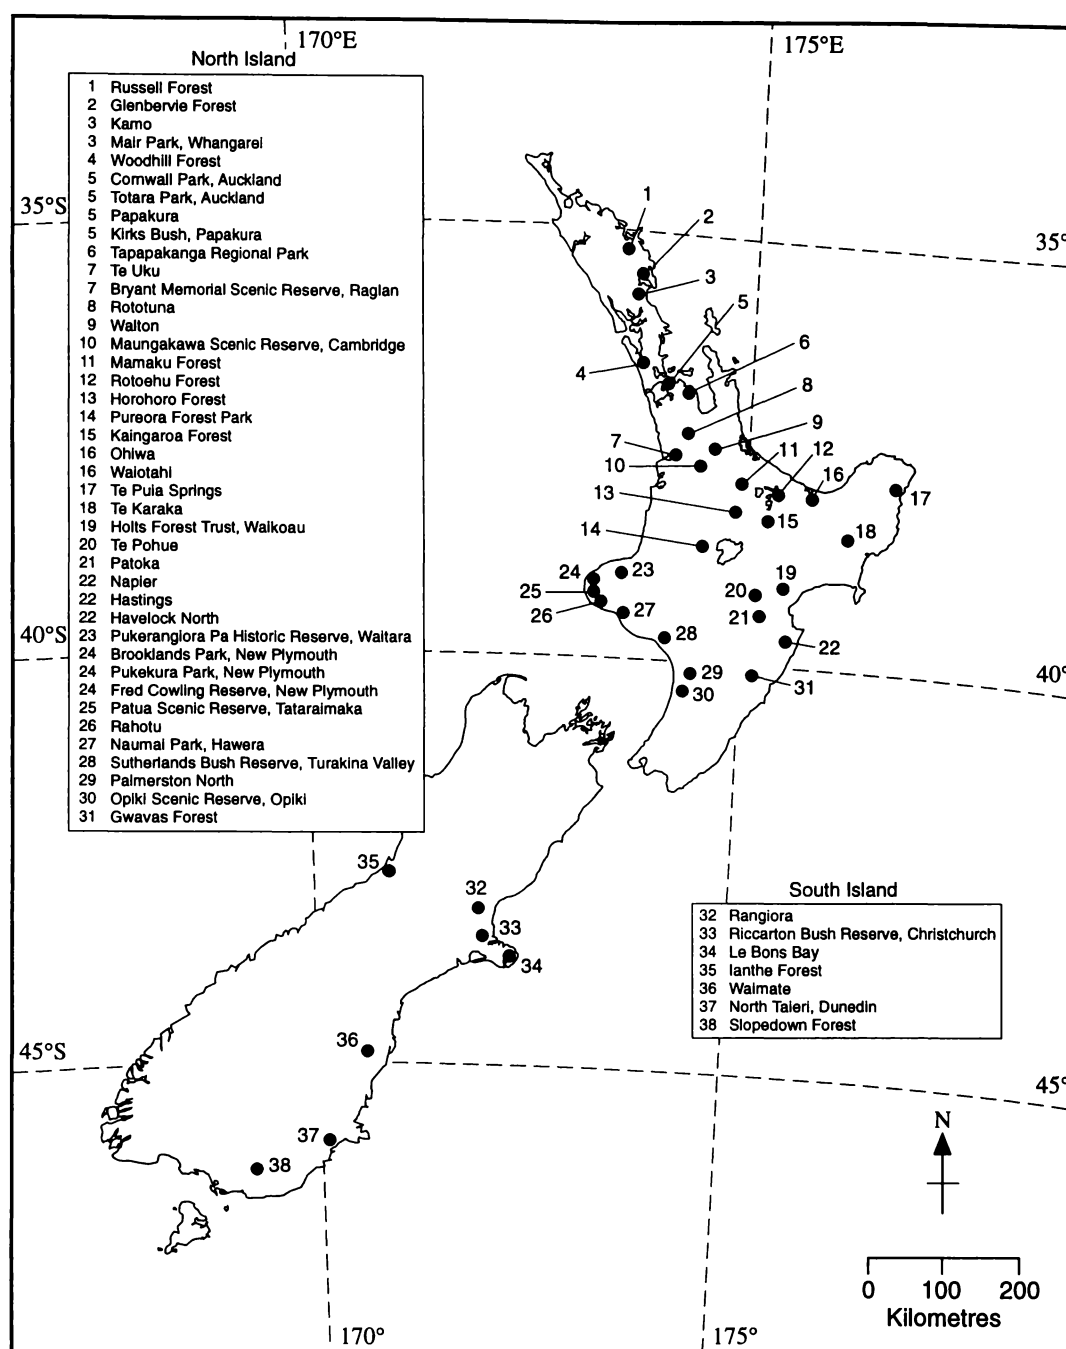 170°E
175°E
North Island
1 Russell Forest
2 Glenbervie Forest
3 Kamo
3 Mair Park, Whangarei
4 Woodhill Forest
5 Cornwall Park, Auckland
5 Totara Park, Auckland
5 Papakura
5 Kirks Bush, Papakura
6 Tapapakanga Regional Park
7 Te Uku
7 Bryant Memorial Scenic Reserve, Raglan
8 Rototuna
9 Walton
10 Maungakawa Scenic Reserve, Cambridge
11 Mamaku Forest
12 Rotoehu Forest
13 Horohoro Forest
14 Pureora Forest Park
15 Kaingaroa Forest
16 Ohiwa
16 Waiotahi
17 Te Puia Springs
18 Te Karaka
19 Holts Forest Trust, Waikoau
20 Te Pohue
21 Patoka
22 Napier
22 Hastings
22 Havelock North
23 Pukerangiora Pa Historic Reserve, Waitara
24 Brooklands Park, New Plymouth
24 Pukekura Park, New Plymouth
24 Fred Cowling Reserve, New Plymouth
25 Patua Scenic Reserve, Tataraimaka
26 Rahotu
27 Naumai Park, Hawera
28 Sutherlands Bush Reserve, Turakina Valley
29 Palmerston North
30 Opiki Scenic Reserve, Opiki
31 Gwavas Forest
35°S
35°
40°S
40°
45°S
45°
1
2
3
5
4
6
8
9
7
10
11
12
16
13
17
15
14
18
23
24
25
26
27
19
20
21
28
22
29
30
31
35
32
33
34
36
37
38
South Island
32 Rangiora
33 Riccarton Bush Reserve, Christchurch
34 Le Bons Bay
35 Ianthe Forest
36 Waimate
37 North Taieri, Dunedin
38 Slopedown Forest
N
0 100 200
Kilometres
170°
175°